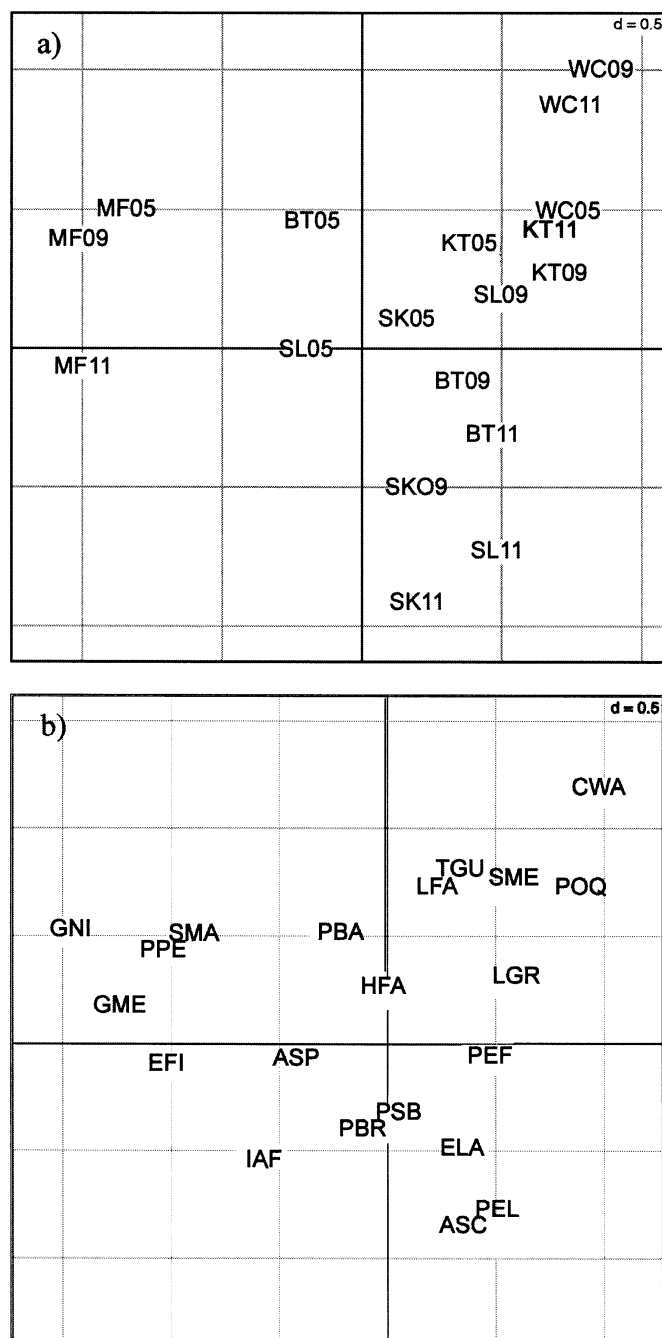 a)
d = 0.5
WC09
WC11
MF05
BT05
WC05
MF09
KT05
KT11
KT09
SL09
SK05
SL05
MF11
BT09
BT11
SKO9
SL11
SK11
b)
d = 0.5
CWA
TGU
SME
LFA
POQ
GNI
SMA
PBA
PPE
LGR
HFA
GME
EFI
ASP
PEF
PSB
PBR
ELA
IAF
PEL
ASC